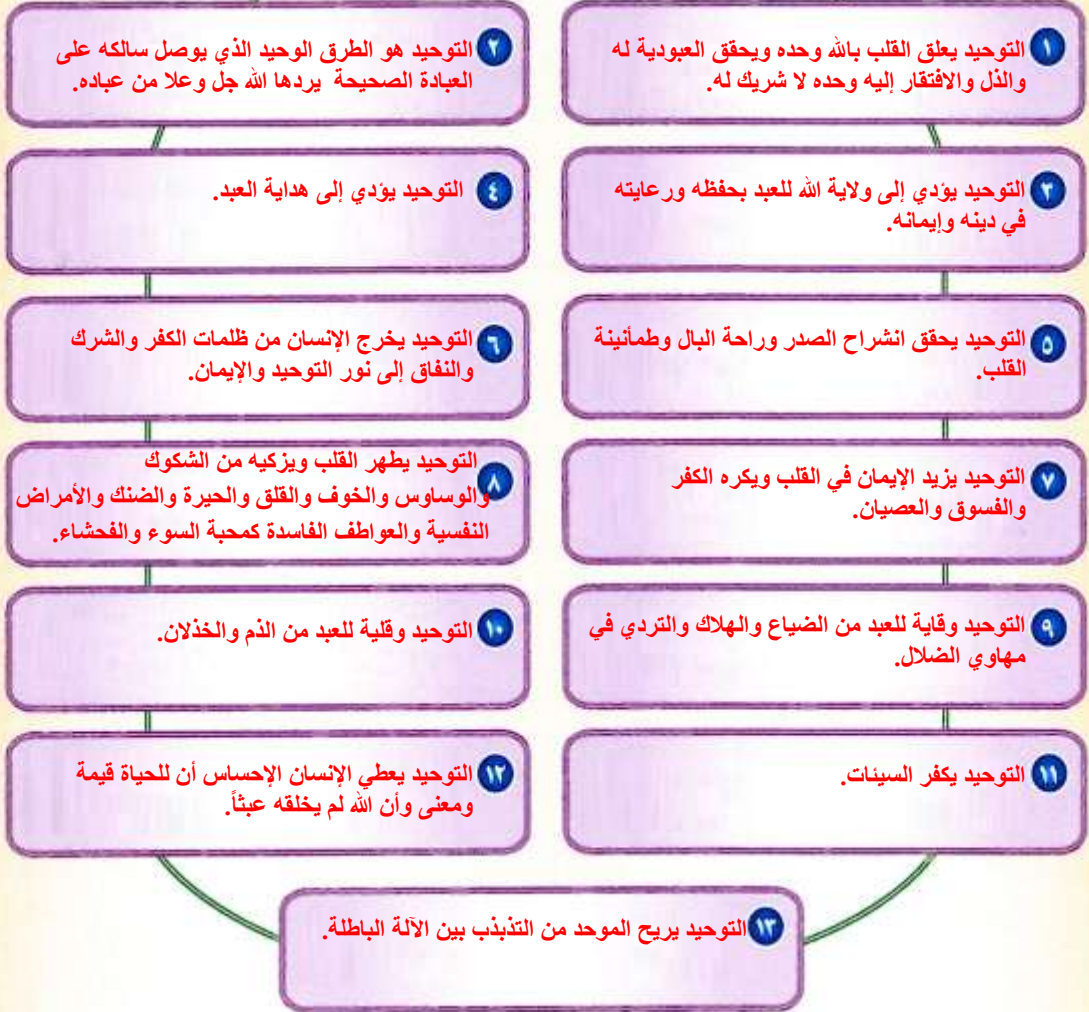 ١ التوحيد يعلق القلب بالله وحده ويحقق العبودية له
والذل والافتقار إليه وحده لا شريك له.
٢ التوحيد هو الطرق الوحيد الذي يوصل سالكه على
العبادة الصحيحة يردها الله جل وعلا من عباده.
٣ التوحيد يؤدي إلى ولاية الله للعبد بحفظه ورعايته
في دينه وإيمانه.
٤ التوحيد يؤدي إلى هداية العبد.
٥ التوحيد يحقق انشراح الصدر وراحة البال وطمأنينة
القلب.
٦ التوحيد يخرج الإنسان من ظلمات الكفر والشرك
والنفاق إلى نور التوحيد والإيمان.
٧ التوحيد يزيد الإيمان في القلب ويكره الكفر
والفسوق والعصيان.
٨ التوحيد يطهر القلب ويزكيه من الشكوك
والوساوس والخوف والقلق والحيرة والضنك والأمراض
النفسية والعواطف الفاسدة كمحبة السوء والفحشاء.
٩ التوحيد وقاية للعبد من الضياع والهلاك والتردي في
مهاوي الضلال.
١٠ التوحيد وقلية للعبد من الذم والخذلان.
١١ التوحيد يكفر السيئات.
١٢ التوحيد يعطي الإنسان الإحساس أن للحياة قيمة
ومعنى وأن الله لم يخلقه عبثاً.
١٣ التوحيد يريح الموحد من التذبذب بين الآلة الباطلة.